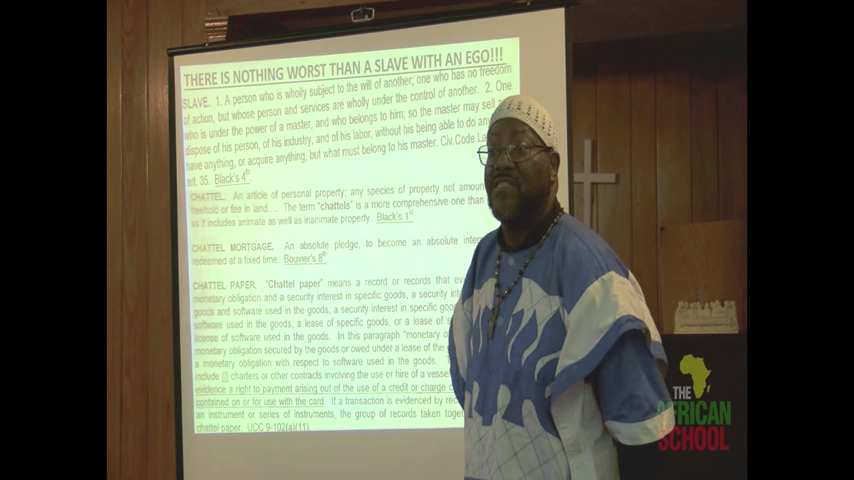 THERE IS NOTHING WORST THAN A SLAVE WITH AN EGO!!!
SLAVE. 1. A person who is wholly subject to the will of another; one who has no freedom
of action, but whose person and services are wholly under the control of another. 2. One
who is under the power of a master, and who belongs to him; so the master may sell
dispose of his person, of his industry, and of his labor, without his being able to do
have anything, or acquire anything, but what must belong to his master. Civ.Code
art. 35. Black's 4th.
CHATTEL. An article of personal property; any species of property not
freehold or fee in land.... The term "chattels" is a more comprehensive one than
as it includes animate as well as inanimate property. Black's 1st
CHATTEL MORTGAGE. An absolute pledge, to become an absolute
redeemed at a fixed time. Bouvier's 8th
CHATTEL PAPER. "Chattel paper" means a record or records that
monetary obligation and a security interest in specific goods, a security
goods and software used in the goods, a security interest in specific
software used in the goods, a lease of specific goods, or a lease of
license of software used in the goods. In this paragraph "monetary
monetary obligation secured by the goods or owed under a lease of the
a monetary obligation with respect to software used in the goods.
include (i) charters or other contracts involving the use or hire of a
evidence a right to payment arising out of the use of a credit or charge
contained on or for use with the card. If a transaction is evidenced by
an instrument or series of instruments, the group of records taken
chattel paper. UCC 9-102(a)(11)
THE
AFRICAN
SCHOOL